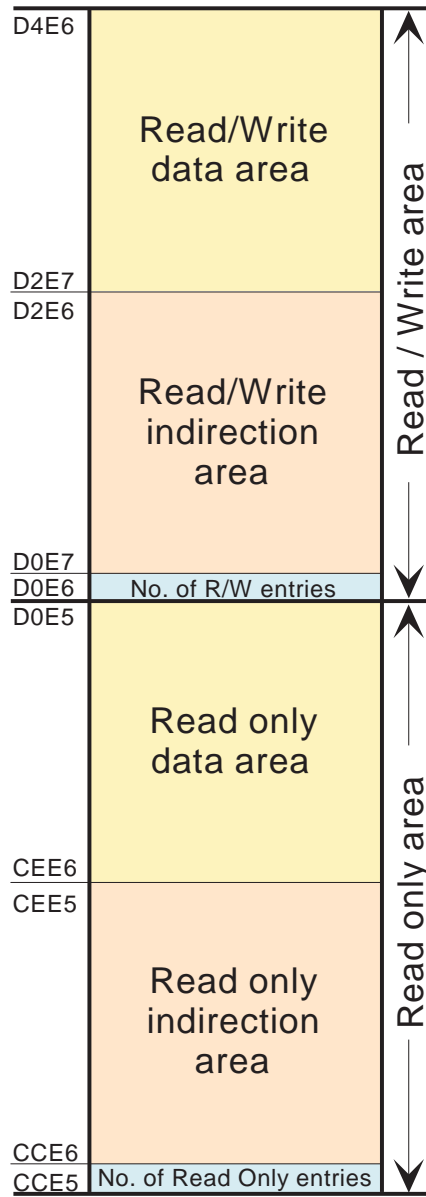 D4E6
Read/Write
data area
D2E7
D2E6
Read/Write
indirection
area
D0E7
D0E6
No. of R/W entries
Read / Write area
D0E5
Read only
data area
CEE6
CEE5
Read only
indirection
area
CCE6
CCE5
No. of Read Only entries
Read only area